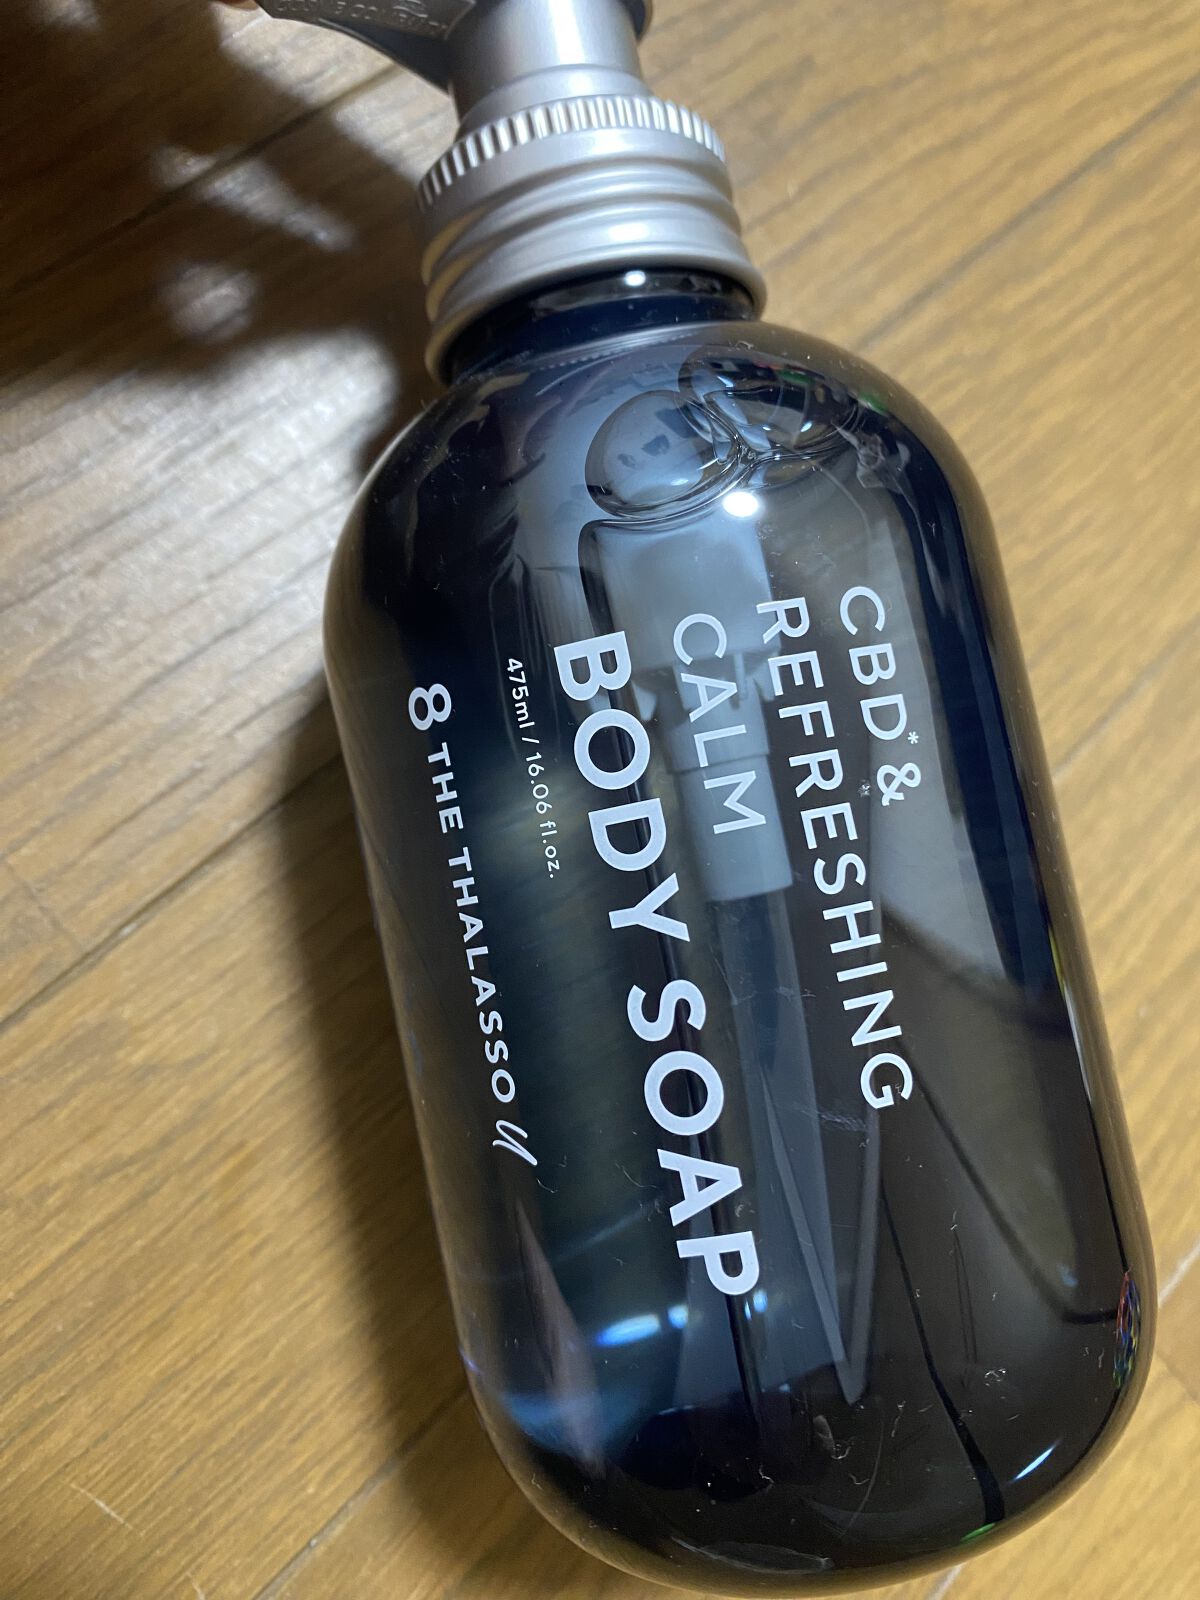 CBD* &
REFRESHING
CALM
BODY SOAP
475ml / 16.06 fl.oz.
8 THE THALASSO u